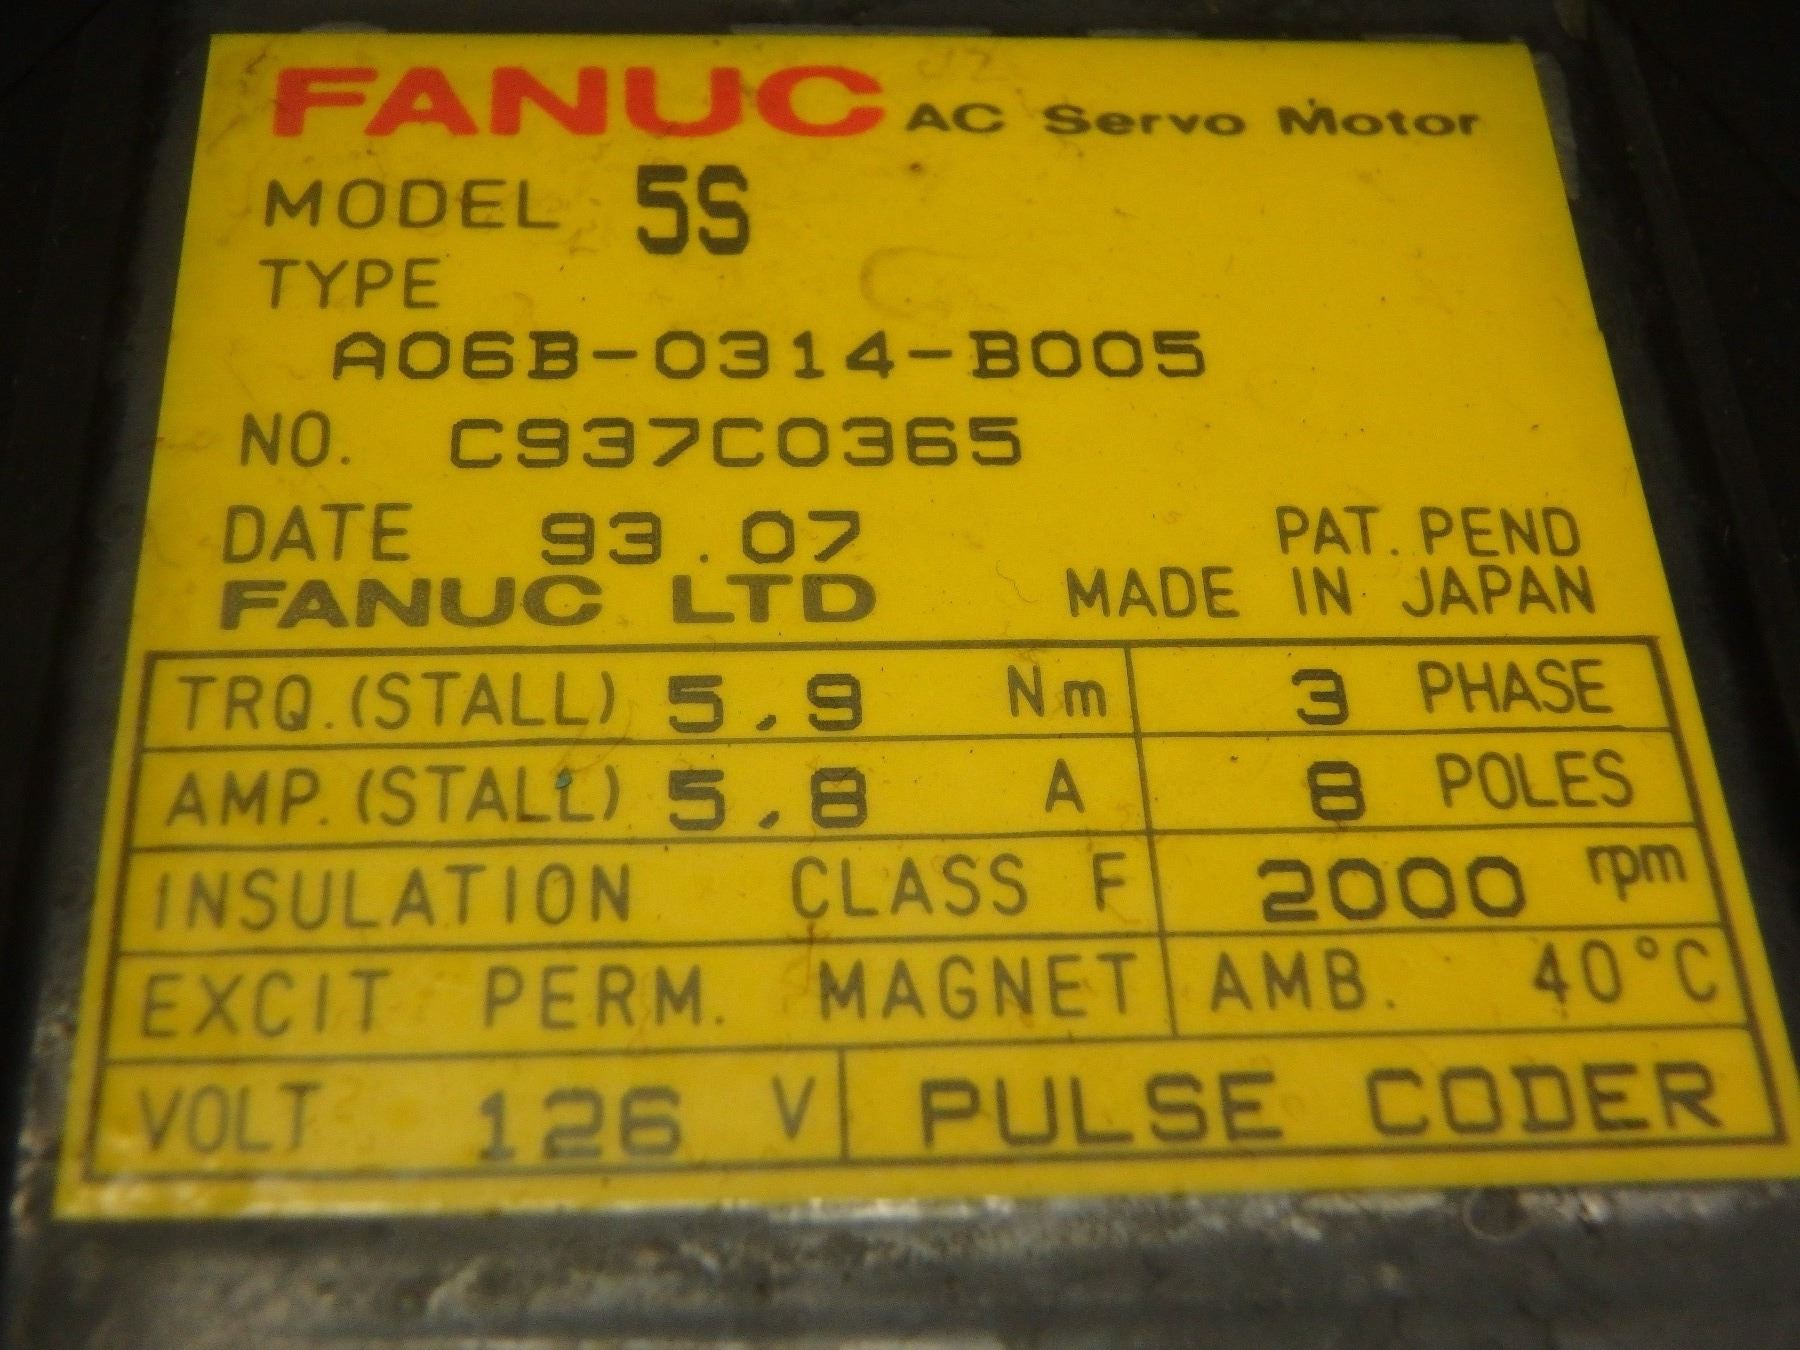 FANUC AC Servo Motor
MODEL 5S
TYPE
A06B-0314-B005
NO. C937C0365
DATE 93.07 PAT. PEND
FANUC LTD MADE IN JAPAN
TRQ.(STALL) 5.9 Nm 3 PHASE
AMP.(STALL) 5.8 A 8 POLES
INSULATION CLASS F 2000 rpm
EXCIT PERM. MAGNET AMB. 40°C
VOLT 126 V PULSE CODER